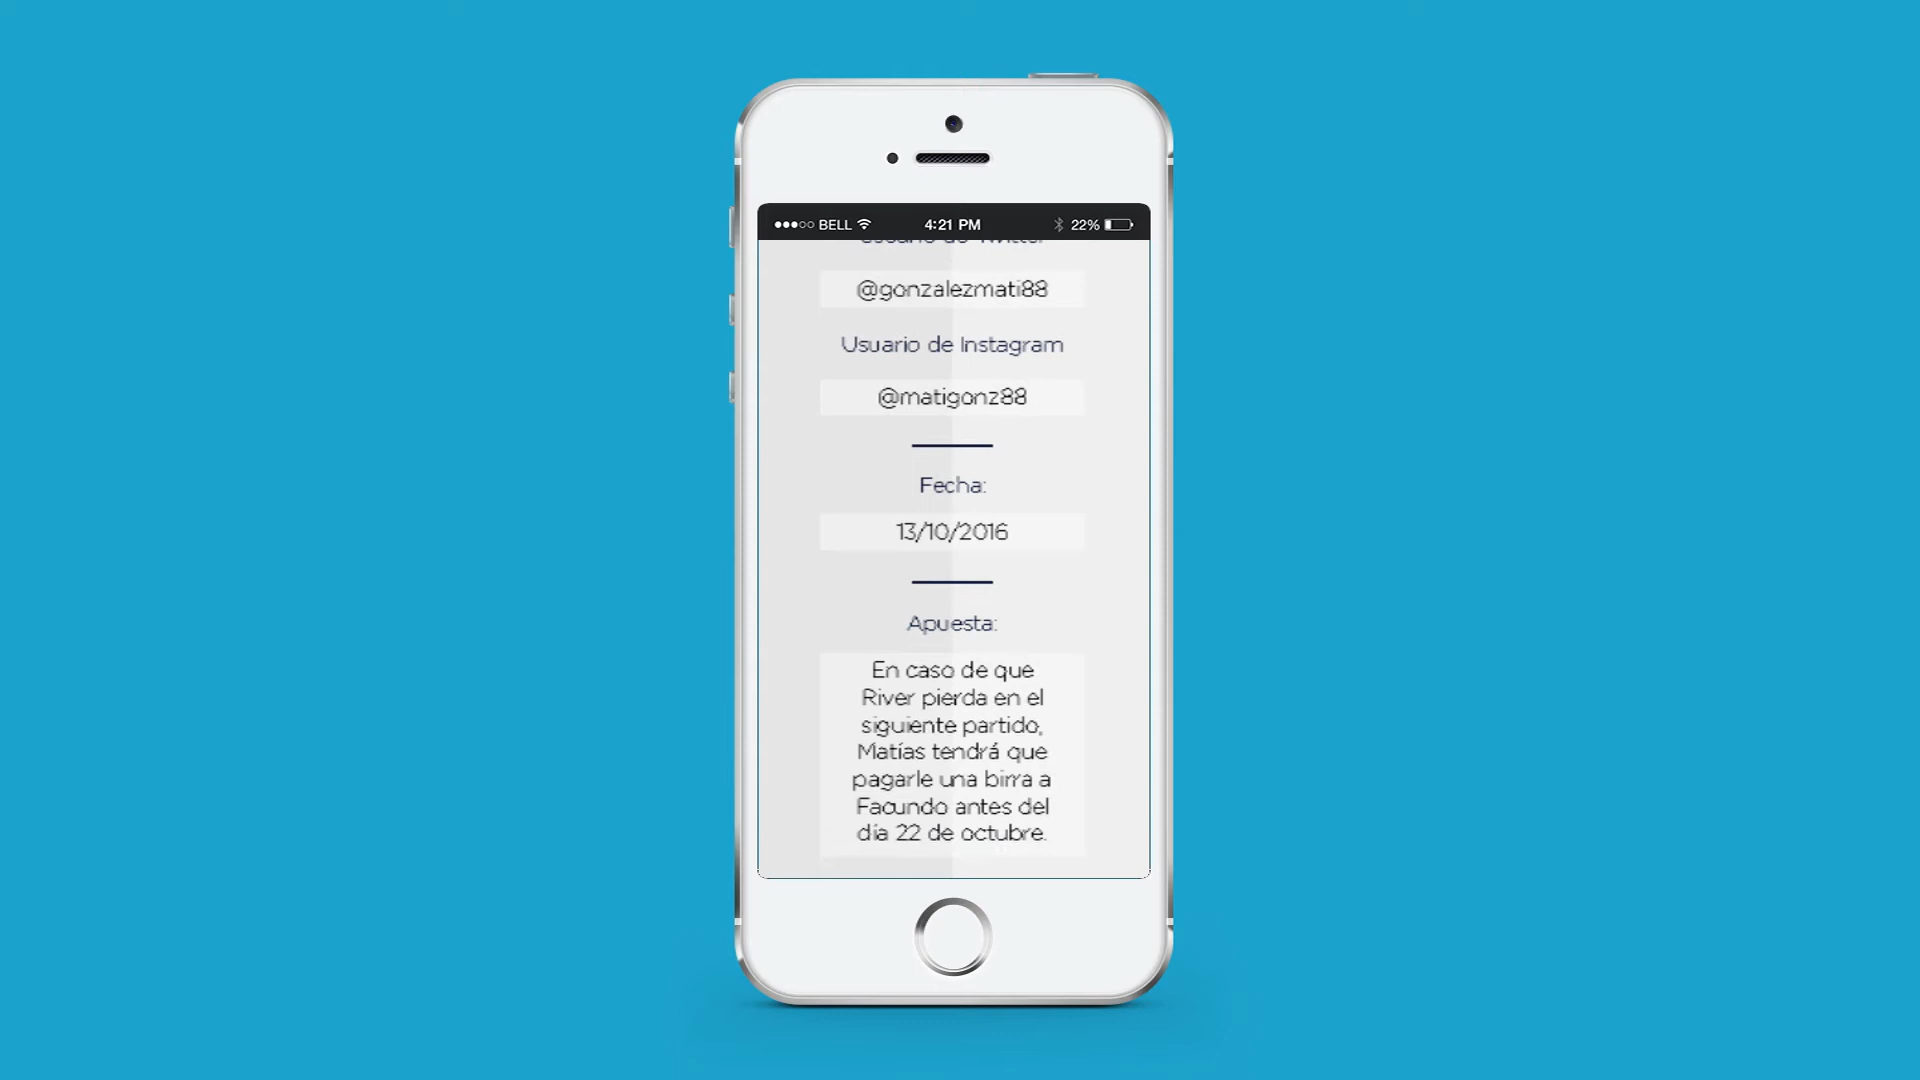 BELL 4:21 PM 22%
@gonzalezmati88
Usuario de Instagram
@matigonz88
Fecha:
13/10/2016
Apuesta:
En caso de que
River pierda en el
siguiente partido,
Matías tendrá que
pagarle una birra a
Facundo antes del
día 22 de octubre.